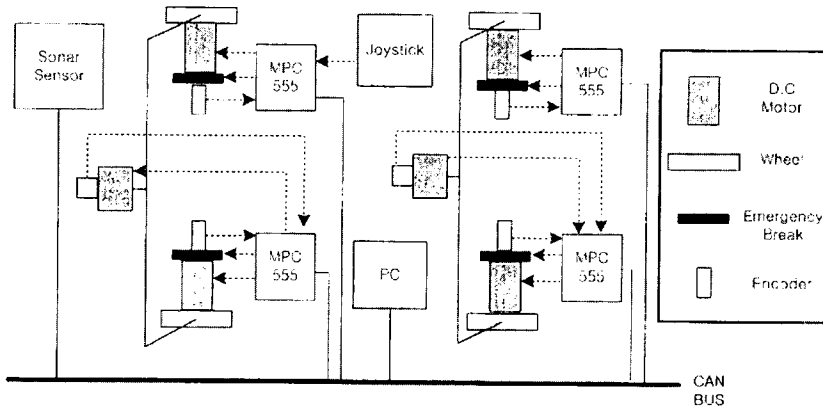 Sonar
Sensor
MPC
555
Joystick
MPC
555
MPC
555
PC
MPC
555
D.C
Motor
Wheel
Emergency
Break
Encoder
CAN
BUS